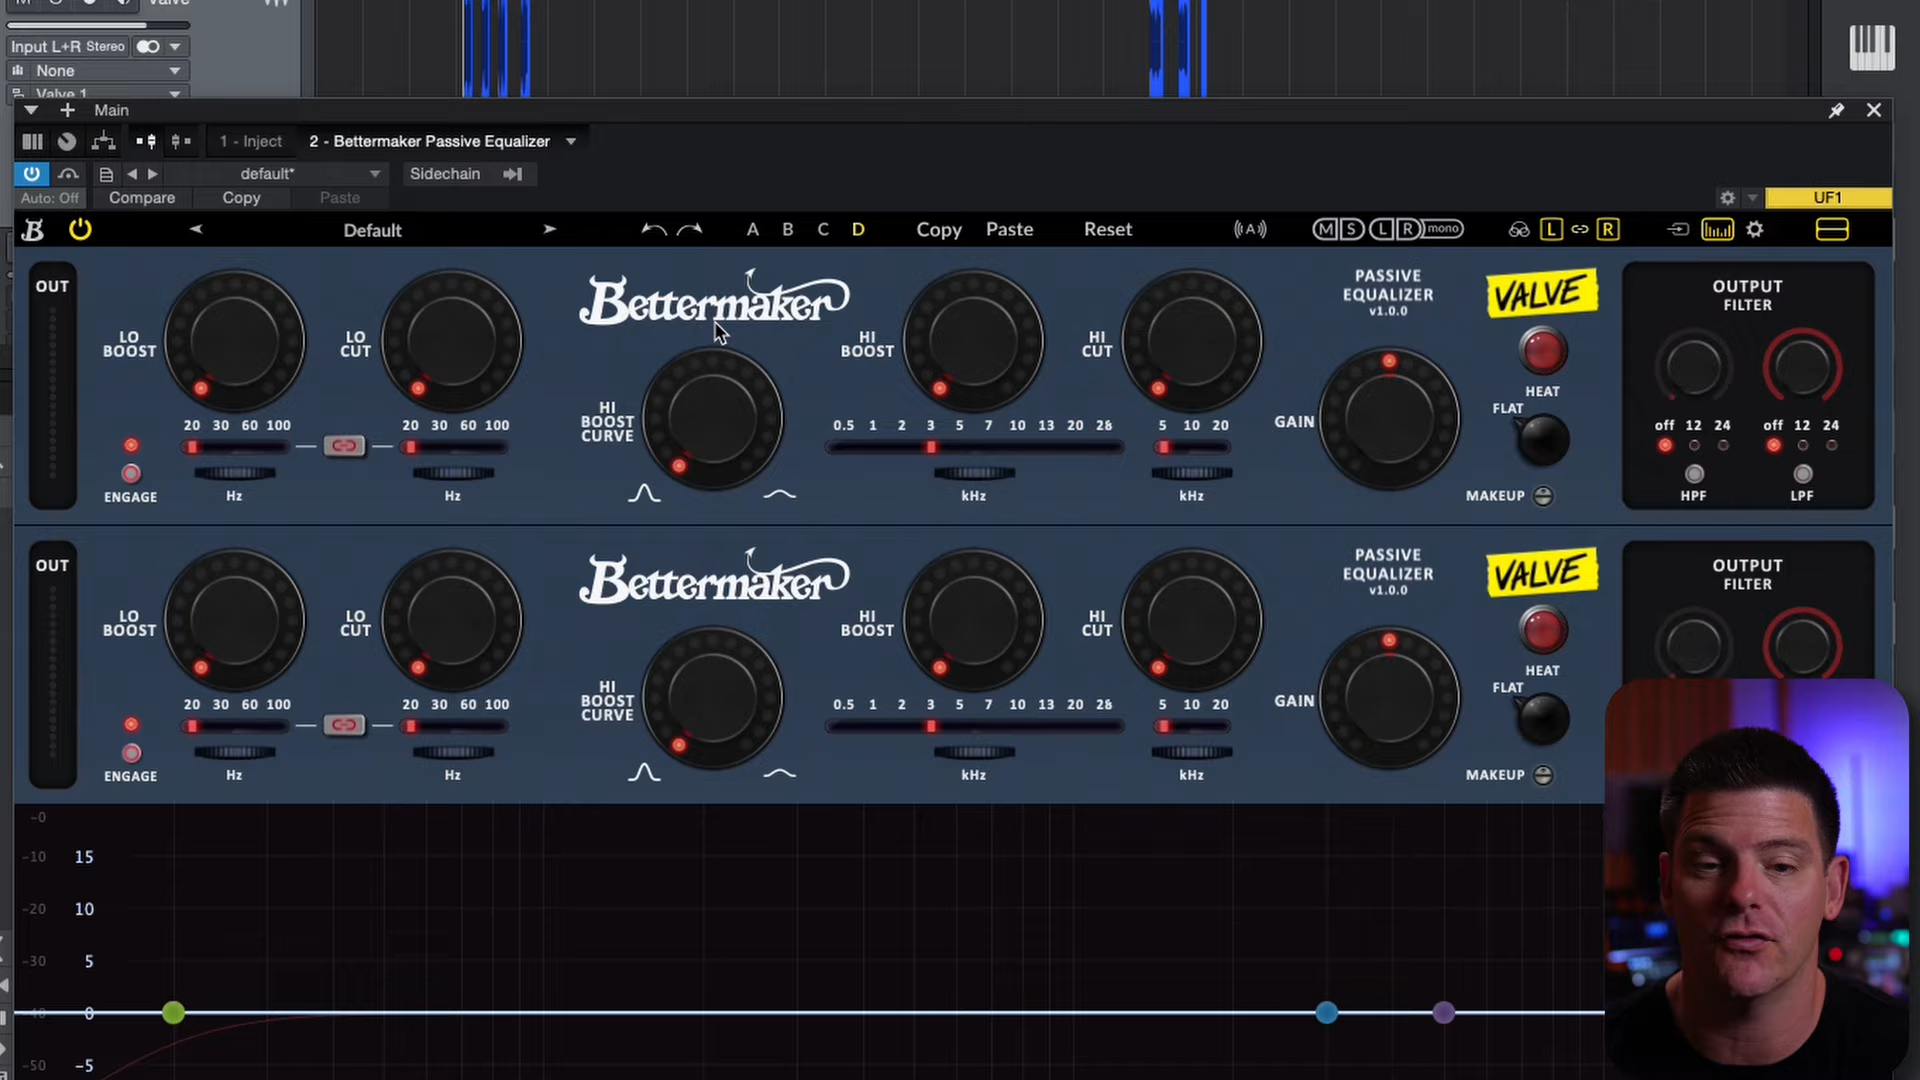 Valve
Input L+R Stereo
None
Valve 1
Main
1 - Inject 2 - Bettermaker Passive Equalizer
default* Sidechain
Auto: Off Compare Copy Paste UF1
B Default A B C D Copy Paste Reset (A) M S L R mono L R
OUT LO BOOST LO CUT Bettermaker HI BOOST HI CUT PASSIVE EQUALIZER v1.0.0 VALVE OUTPUT FILTER
HI BOOST CURVE GAIN HEAT FLAT
20 30 60 100 20 30 60 100 0.5 1 2 3 5 7 10 13 20 28 5 10 20 off 12 24 off 12 24
ENGAGE Hz Hz kHz kHz MAKEUP HPF LPF
OUT LO BOOST LO CUT Bettermaker HI BOOST HI CUT PASSIVE EQUALIZER v1.0.0 VALVE OUTPUT FILTER
HI BOOST CURVE GAIN HEAT FLAT
20 30 60 100 20 30 60 100 0.5 1 2 3 5 7 10 13 20 28 5 10 20
ENGAGE Hz Hz kHz kHz MAKEUP
-0
-10 15
-20 10
-30 5
-40 0
-50 -5